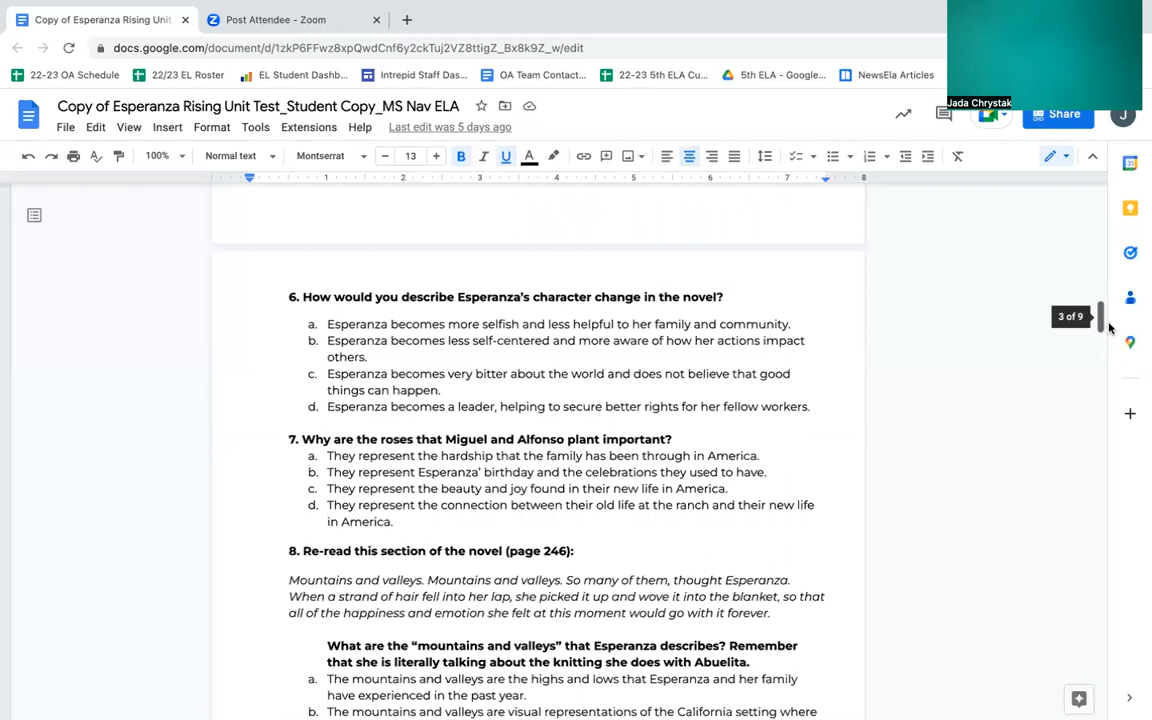 Copy of Esperanza Rising Unit
Post Attendee - Zoom
docs.google.com/document/d/1zkP6FFwz8xpQwdCnf6y2ckTuj2VZ8ttigZ_Bx8k9Z_w/edit
22-23 OA Schedule
22/23 EL Roster
EL Student Dashb...
Intrepid Staff Das...
OA Team Contact...
22-23 5th ELA Cu...
5th ELA - Google...
NewsEla Articles
Jada Chrystak
Copy of Esperanza Rising Unit Test_Student Copy_MS Nav ELA
Share
J
File Edit View Insert Format Tools Extensions Help Last edit was 5 days ago
100% Normal text Montserrat - 13 + B I U A
1 2 3 4 5 6 7 8
31
3 of 9
6. How would you describe Esperanza's character change in the novel?
a. Esperanza becomes more selfish and less helpful to her family and community.
b. Esperanza becomes less self-centered and more aware of how her actions impact
others.
c. Esperanza becomes very bitter about the world and does not believe that good
things can happen.
d. Esperanza becomes a leader, helping to secure better rights for her fellow workers.
7. Why are the roses that Miguel and Alfonso plant important?
a. They represent the hardship that the family has been through in America.
b. They represent Esperanza' birthday and the celebrations they used to have.
c. They represent the beauty and joy found in their new life in America.
d. They represent the connection between their old life at the ranch and their new life
in America.
8. Re-read this section of the novel (page 246):
Mountains and valleys. Mountains and valleys. So many of them, thought Esperanza.
When a strand of hair fell into her lap, she picked it up and wove it into the blanket, so that
all of the happiness and emotion she felt at this moment would go with it forever.
What are the "mountains and valleys" that Esperanza describes? Remember
that she is literally talking about the knitting she does with Abuelita.
a. The mountains and valleys are the highs and lows that Esperanza and her family
have experienced in the past year.
b. The mountains and valleys are visual representations of the California setting where